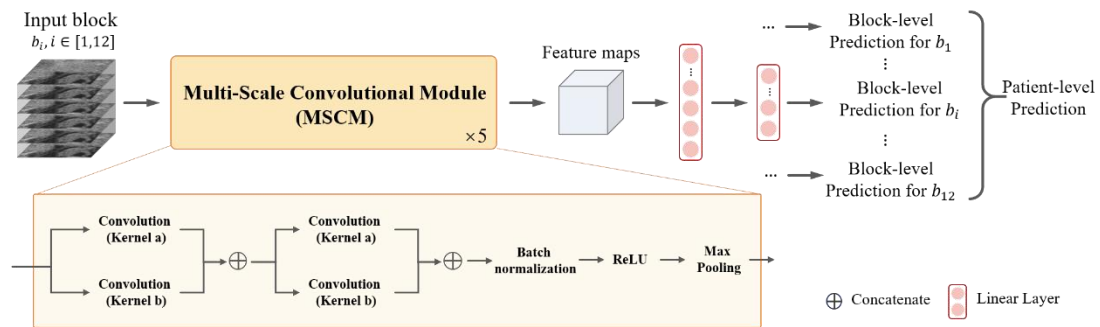 Input block
b_i, i ∈ [1,12]
Multi-Scale Convolutional Module
(MSCM)
×5
Feature maps
...
Block-level
Prediction for b_1
...
Block-level
Prediction for b_i
...
... Block-level
Prediction for b_12
Patient-level
Prediction
Convolution
(Kernel a)
Convolution
(Kernel b)
Convolution
(Kernel a)
Convolution
(Kernel b)
Batch
normalization
ReLU
Max
Pooling
Concatenate
Linear Layer